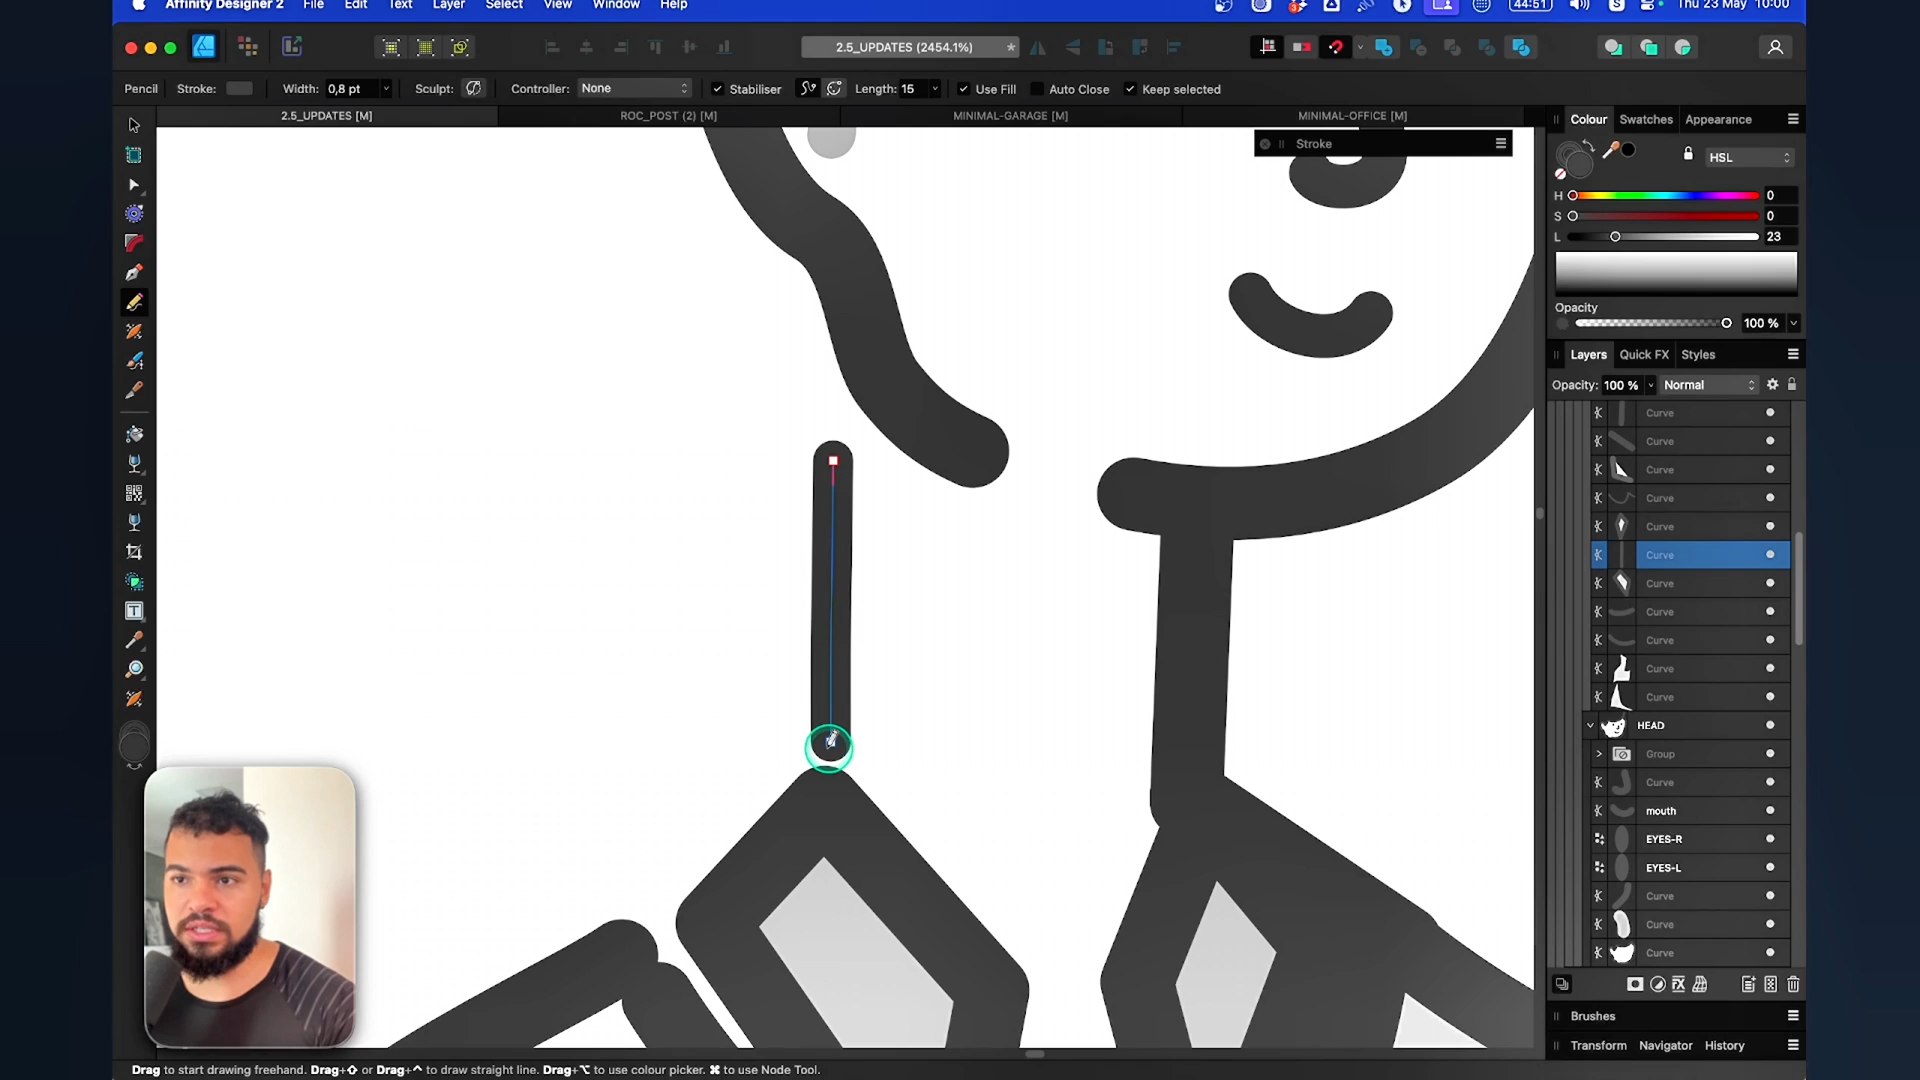 Affinity Designer 2 File Edit Text Layer Select View Window Help 3 44:51 S Thu 23 May 10:00
2.5_UPDATES (2454.1%) *
Pencil Stroke: Width: 0,8 pt Sculpt: Controller: None Stabiliser Length: 15 Use Fill Auto Close Keep selected
2.5_UPDATES [M] ROC_POST (2) [M] MINIMAL-GARAGE [M] MINIMAL-OFFICE [M]
Stroke
Colour Swatches Appearance
HSL
H 0
S 0
L 23
Opacity
100 %
Layers Quick FX Styles
Opacity: 100 % Normal
Curve
Curve
Curve
Curve
Curve
Curve
Curve
Curve
Curve
Curve
Curve
HEAD
Group
Curve
mouth
EYES-R
EYES-L
Curve
Curve
Curve
Brushes
Transform Navigator History
Drag to start drawing freehand. Drag+⇧ or Drag+⌃ to draw straight line. Drag+⌥ to use colour picker. ⌘ to use Node Tool.